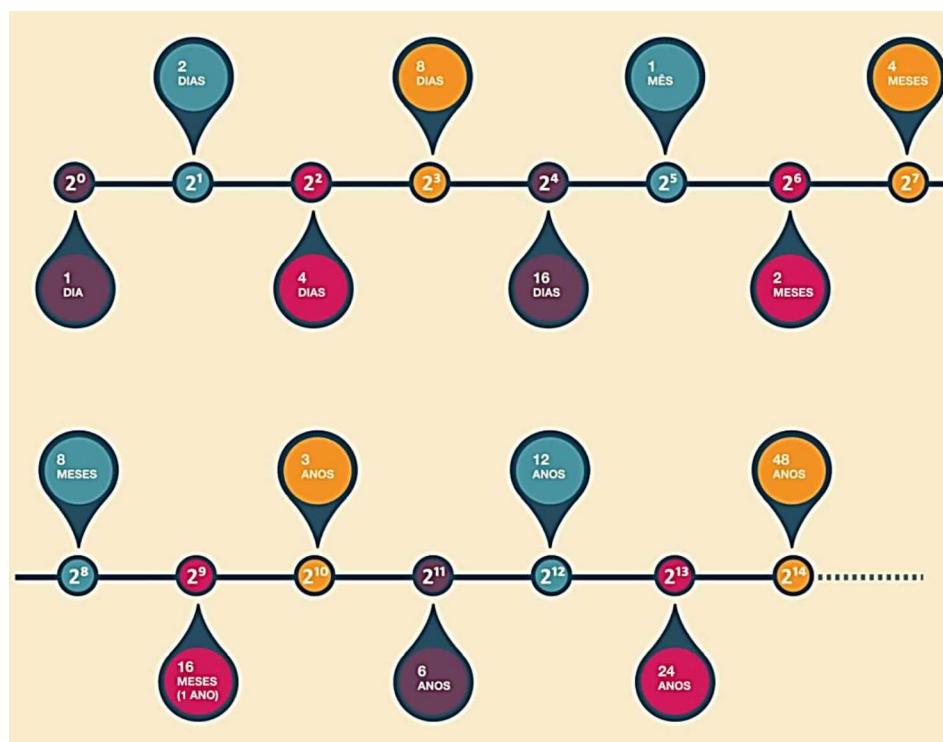 2
DIAS
8
DIAS
1
MÊS
4
MESES
2⁰
2¹
2²
2³
2⁴
2⁵
2⁶
2⁷
1
DIA
4
DIAS
16
DIAS
2
MESES
8
MESES
3
ANOS
12
ANOS
48
ANOS
2⁸
2⁹
2¹⁰
2¹¹
2¹²
2¹³
2¹⁴
16
MESES
(1 ANO)
6
ANOS
24
ANOS